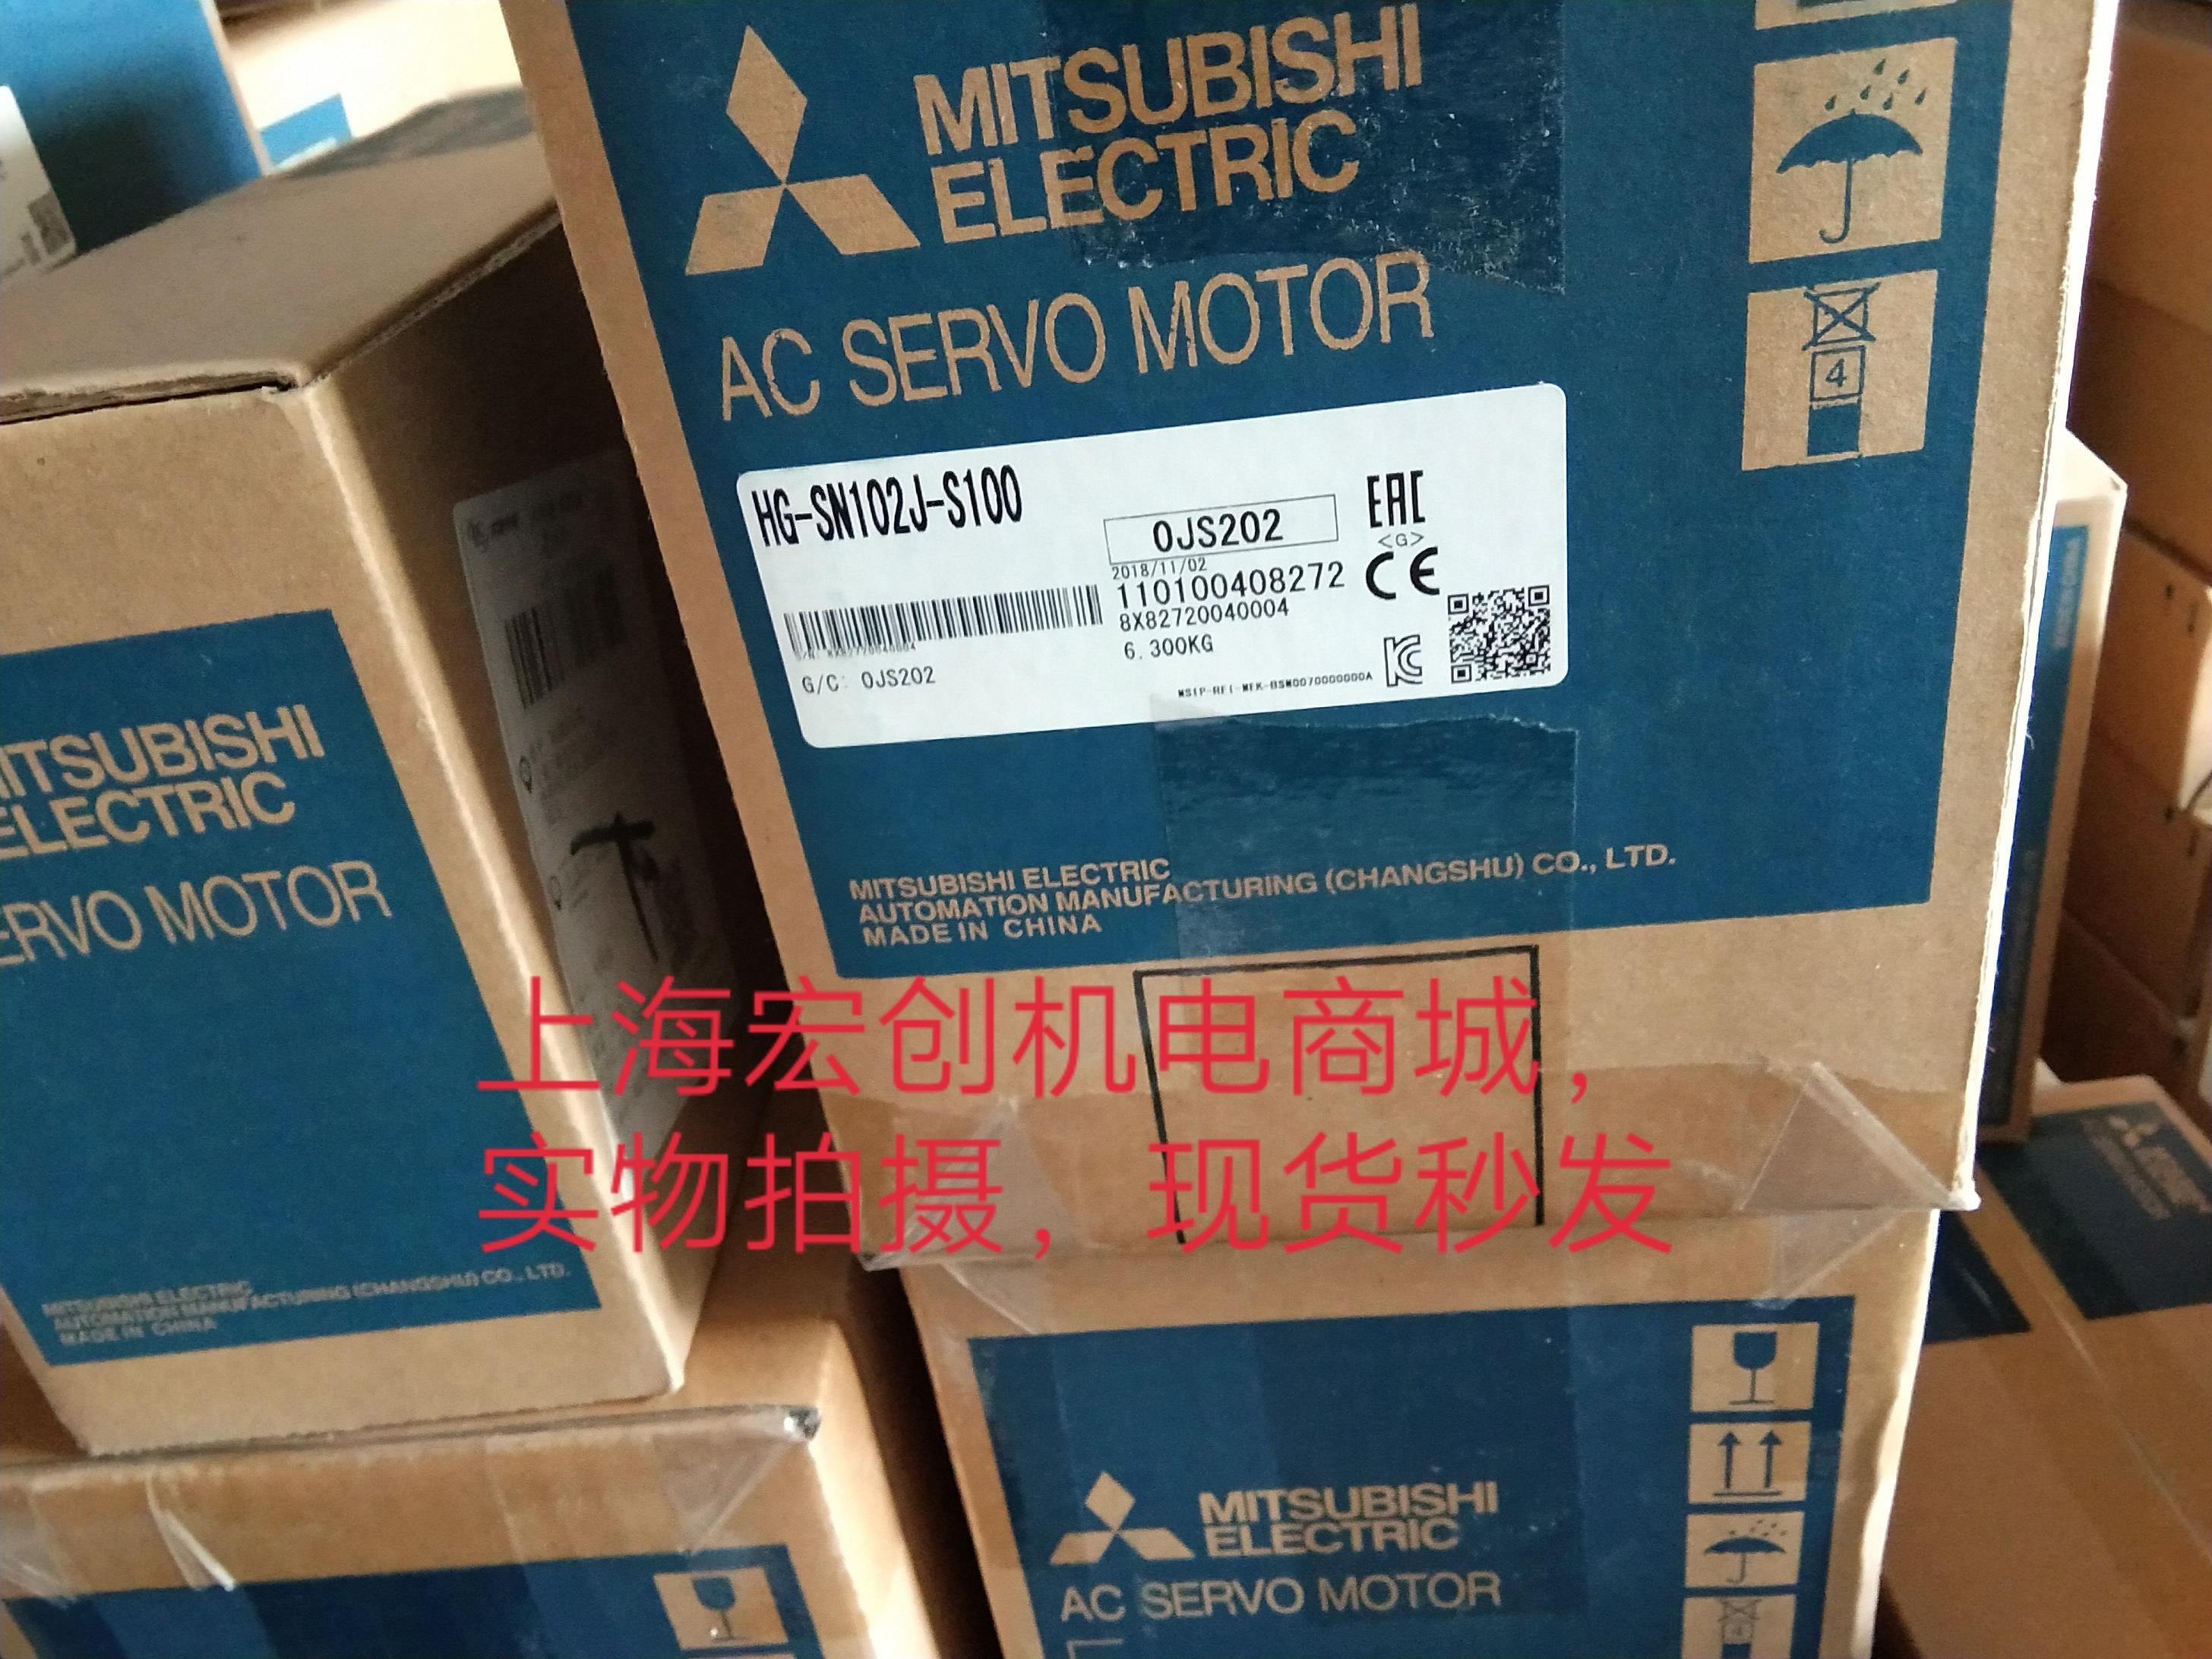 MITSUBISHI
ELECTRIC
AC SERVO MOTOR
4
HG-SN102J-S100
0JS202
EAC
<G>
2018/11/02
110100408272
CE
8X82720040004
6.300KG
G/C: 0JS202
MITSUBISHI ELECTRIC
AUTOMATION MANUFACTURING (CHANGSHU) CO., LTD.
MADE IN CHINA
MITSUBISHI
ELECTRIC
SERVO MOTOR
MITSUBISHI ELECTRIC
AUTOMATION MANUFACTURING (CHANGSHU) CO., LTD.
MADE IN CHINA
上海宏创机电商城，
实物拍摄，现货秒发
MITSUBISHI
ELECTRIC
AC SERVO MOTOR
4